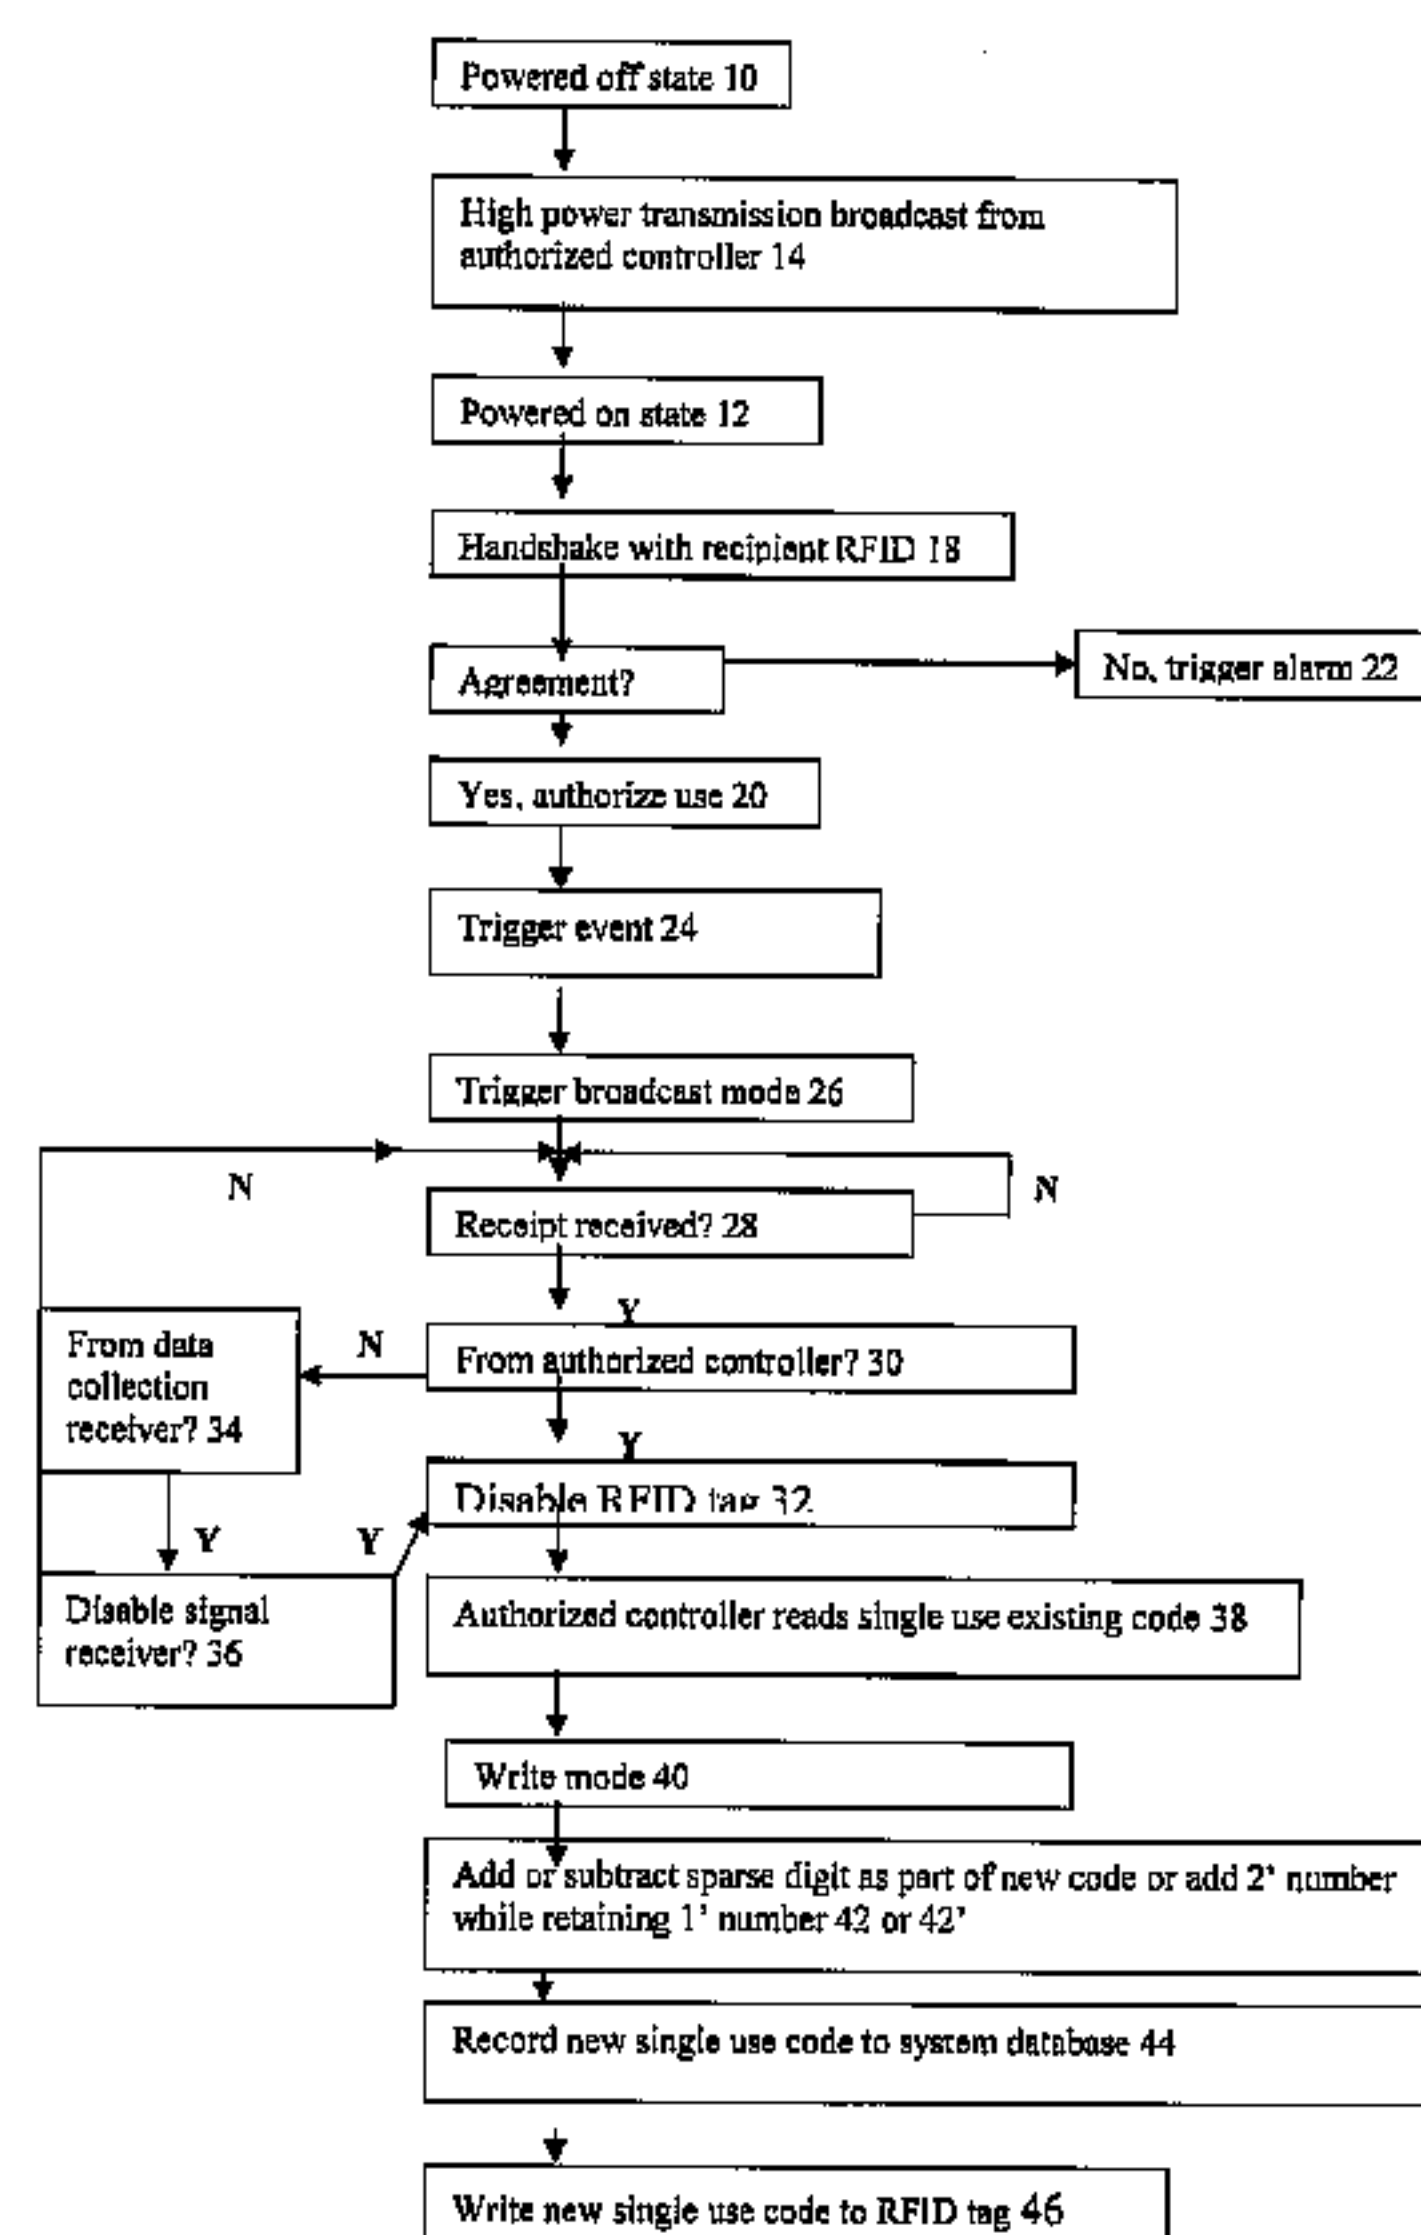 Powered off state 10
High power transmission broadcast from
authorized controller 14
Powered on state 12
Handshake with recipient RFID 18
Agreement?
No, trigger alarm 22
Yes, authorize use 20
Trigger event 24
Trigger broadcast mode 26
N
N
Receipt received? 28
Y
From data
collection
receiver? 34
N
From authorized controller? 30
Y
Disable RFID tag 32
Y
Y
Disable signal
receiver? 36
Authorized controller reads single use existing code 38
Write mode 40
Add or subtract sparse digit as part of new code or add 2' number
while retaining 1' number 42 or 42'
Record new single use code to system database 44
Write new single use code to RFID tag 46